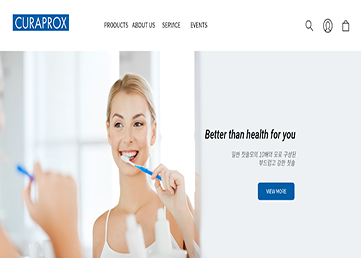 CURAPROX
PRODUCTS ABOUT US SERVICE EVENTS
Better than health for you
일반 칫솔모의 10배의 모로 구성된
부드럽고 강한 칫솔
VIEW MORE